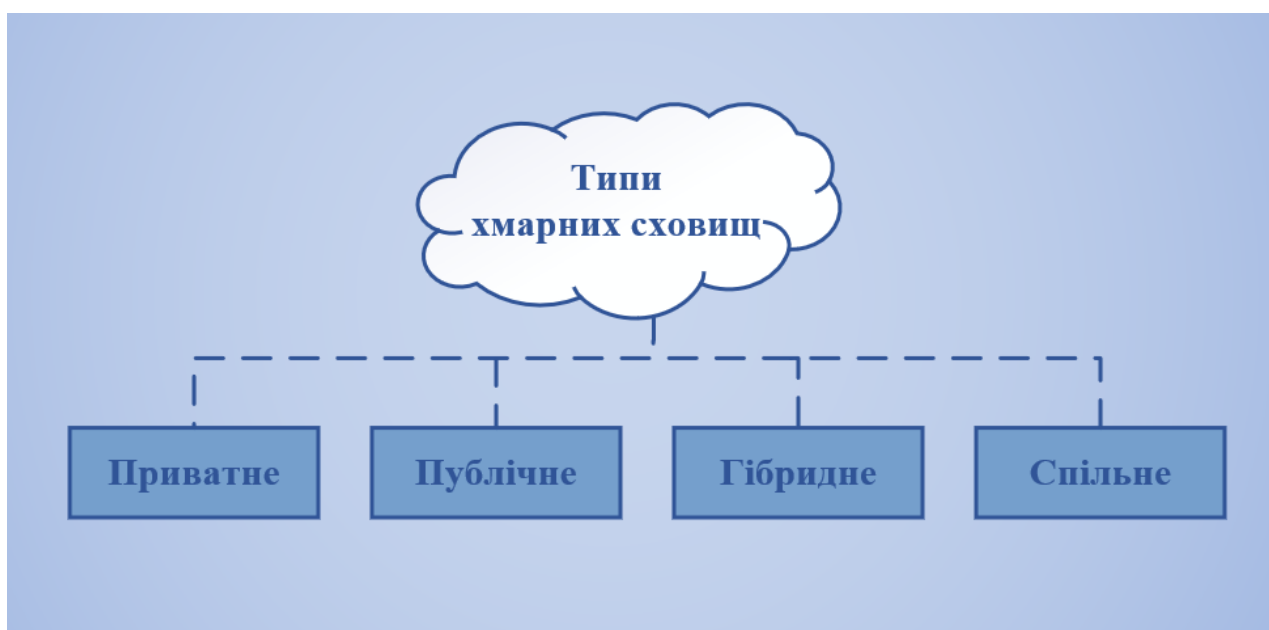 Типи
хмарних сховищ
Приватне
Публічне
Гібридне
Спільне